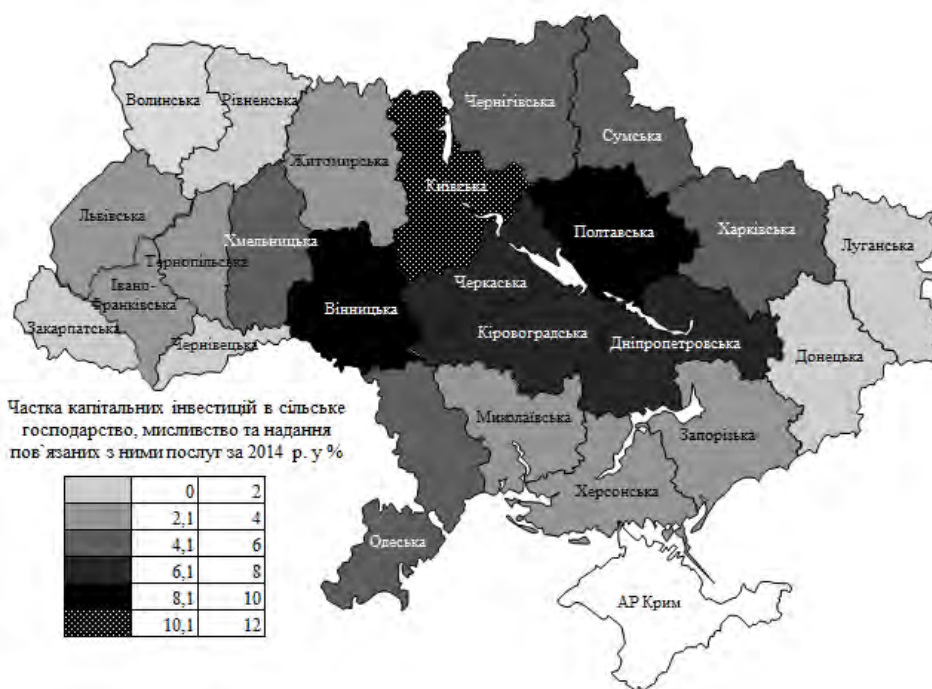 Волинська
Рівненська
Житомирська
Київська
Чернігівська
Сумська
Львівська
Тернопільська
Хмельницька
Івано-
Франківська
Закарпатська
Чернівецька
Вінницька
Черкаська
Полтавська
Харківська
Луганська
Кіровоградська
Дніпропетровська
Донецька
Миколаївська
Запорізька
Херсонська
Одеська
АР Крим
Частка капітальних інвестицій в сільське
господарство, мисливство та надання
пов`язаних з ними послуг за 2014 р. у %
0 2
2,1 4
4,1 6
6,1 8
8,1 10
10,1 12